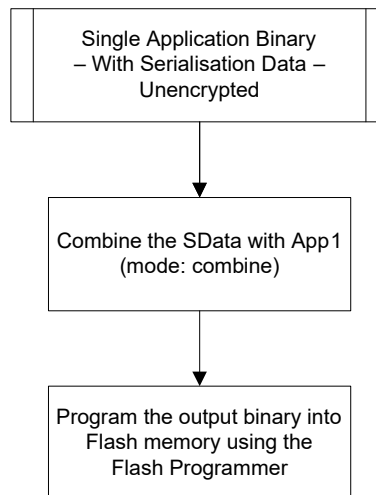 Single Application Binary
– With Serialisation Data –
Unencrypted
Combine the SData with App1
(mode: combine)
Program the output binary into
Flash memory using the
Flash Programmer